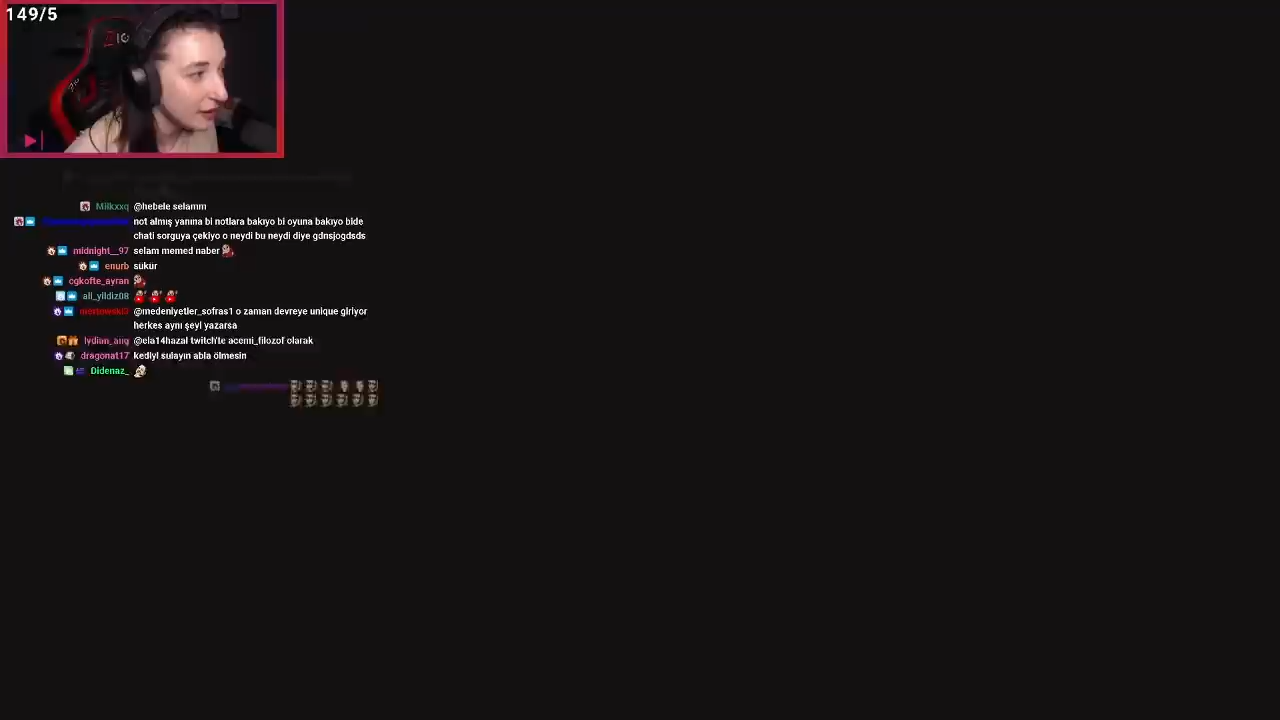 149/5
Milkxxq @hebele selamm
not almış yanına bi notlara bakıyo bi oyuna bakıyo bide
chati sorguya çekiyo o neydi bu neydi diye gdnsjogdsds
midnight__97 selam memed naber
enurb sükür
cgkofte_ayran
ali_yildiz08
@medeniyetler_sofras1 o zaman devreye unique giriyor
herkes aynı şeyi yazarsa
lydian_anq @ela14hazal twitch'te acemi_filozof olarak
dragonat17 kediyi sulayın abla ölmesin
Didenaz_